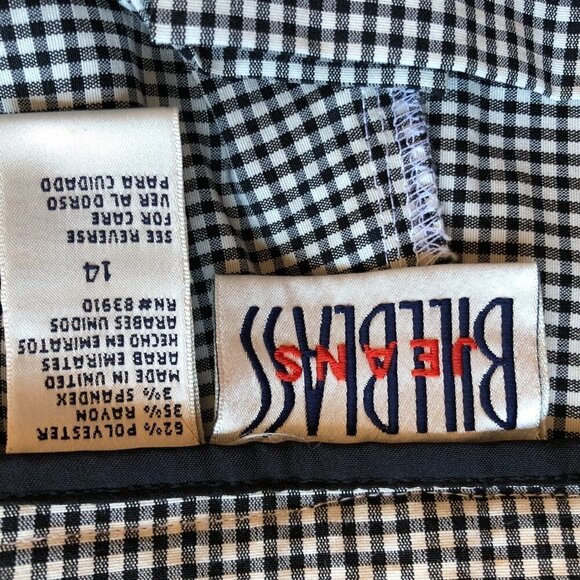 BILLBLASS
JEANS
62% POLYESTER
35% RAYON
3% SPANDEX
MADE IN UNITED
ARAB EMIRATES
HECHO EN EMIRATOS
ARABES UNIDOS
RN# 83910
14
SEE REVERSE
FOR CARE
VER AL DORSO
PARA CUIDADO